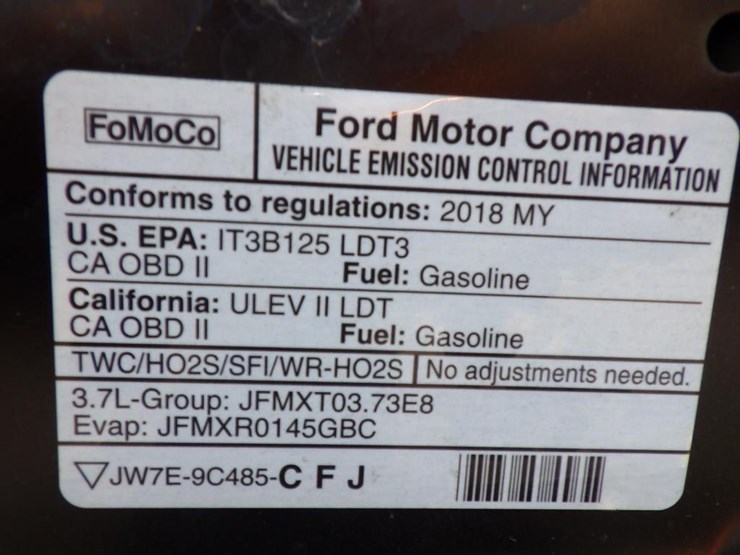 FoMoCo
Ford Motor Company
VEHICLE EMISSION CONTROL INFORMATION
Conforms to regulations: 2018 MY
U.S. EPA: IT3B125 LDT3
CA OBD II Fuel: Gasoline
California: ULEV II LDT
CA OBD II Fuel: Gasoline
TWC/HO2S/SFI/WR-HO2S No adjustments needed.
3.7L-Group: JFMXT03.73E8
Evap: JFMXR0145GBC
JW7E-9C485-C F J